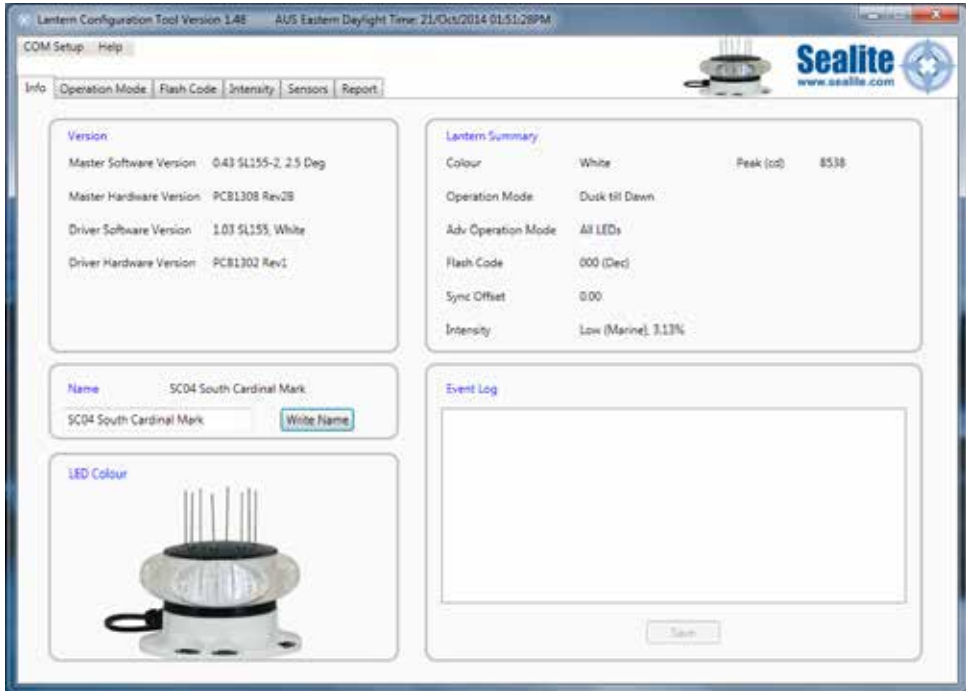 Lantern Configuration Tool Version 1.48 AUS Eastern Daylight Time: 21/Oct/2014 01:51:28PM
COM Setup Help
Sealite
www.sealite.com
Info Operation Mode Flash Code Intensity Sensors Report
Version
Master Software Version 0.43 SL155-2, 2.5 Deg
Master Hardware Version PCB1308 Rev2B
Driver Software Version 1.03 SL155, White
Driver Hardware Version PCB1302 Rev1
Lantern Summary
Colour White Peak (cd) 8538
Operation Mode Dusk till Dawn
Adv Operation Mode All LEDs
Flash Code 000 (Dec)
Sync Offset 0.00
Intensity Low (Marine), 3.13%
Name SC04 South Cardinal Mark
SC04 South Cardinal Mark Write Name
LED Colour
Event Log
Save